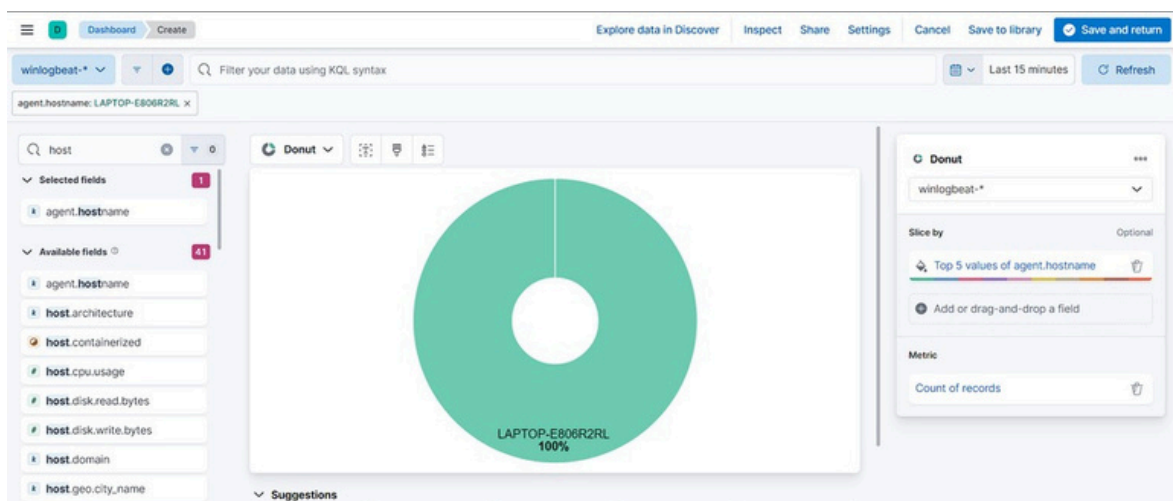 D Dashboard Create Explore data in Discover Inspect Share Settings Cancel Save to library Save and return
winlogbeat-* Filter your data using KQL syntax Last 15 minutes Refresh
agent.hostname: LAPTOP-E806R2RL ×
host 0
Donut
Selected fields 1
agent.hostname
Available fields 41
agent.hostname
host.architecture
host.containerized
host.cpu.usage
host.disk.read.bytes
host.disk.write.bytes
host.domain
host.geo.city_name
LAPTOP-E806R2RL
100%
Suggestions
Donut
winlogbeat-*
Slice by Optional
Top 5 values of agent.hostname
Add or drag-and-drop a field
Metric
Count of records